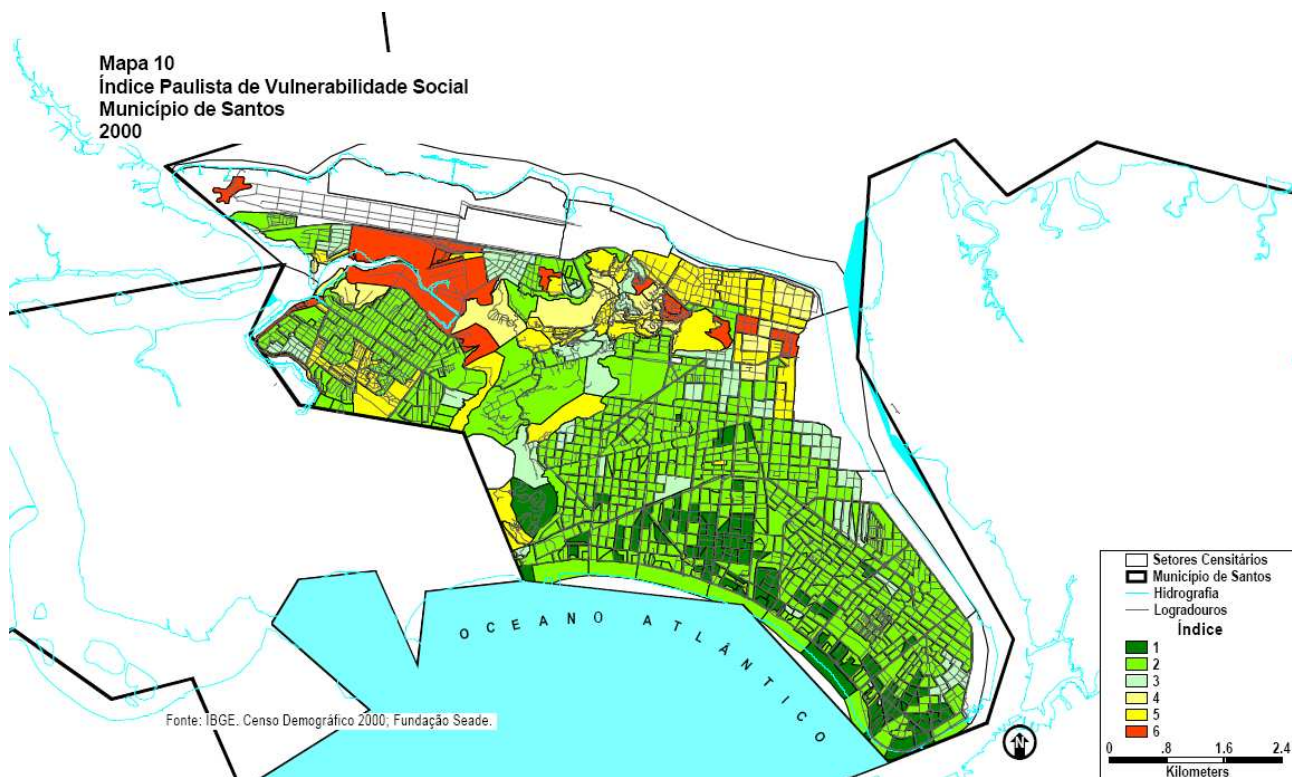 Mapa 10
Índice Paulista de Vulnerabilidade Social
Município de Santos
2000
OCEANO ATLÂNTICO
Fonte: IBGE. Censo Demográfico 2000; Fundação Seade.
N
Setores Censitários
Município de Santos
Hidrografia
Logradouros
Índice
1
2
3
4
5
6
0 .8 1.6 2.4
Kilometers